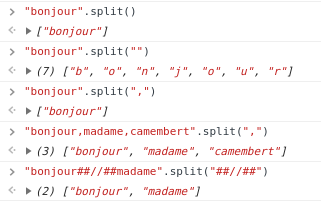 > "bonjour".split()
<· ▶ ["bonjour"]
> "bonjour".split("")
<· ▶ (7) ["b", "o", "n", "j", "o", "u", "r"]
> "bonjour".split(",")
<· ▶ ["bonjour"]
> "bonjour,madame,camembert".split(",")
<· ▶ (3) ["bonjour", "madame", "camembert"]
> "bonjour##//##madame".split("##//##")
<· ▶ (2) ["bonjour", "madame"]